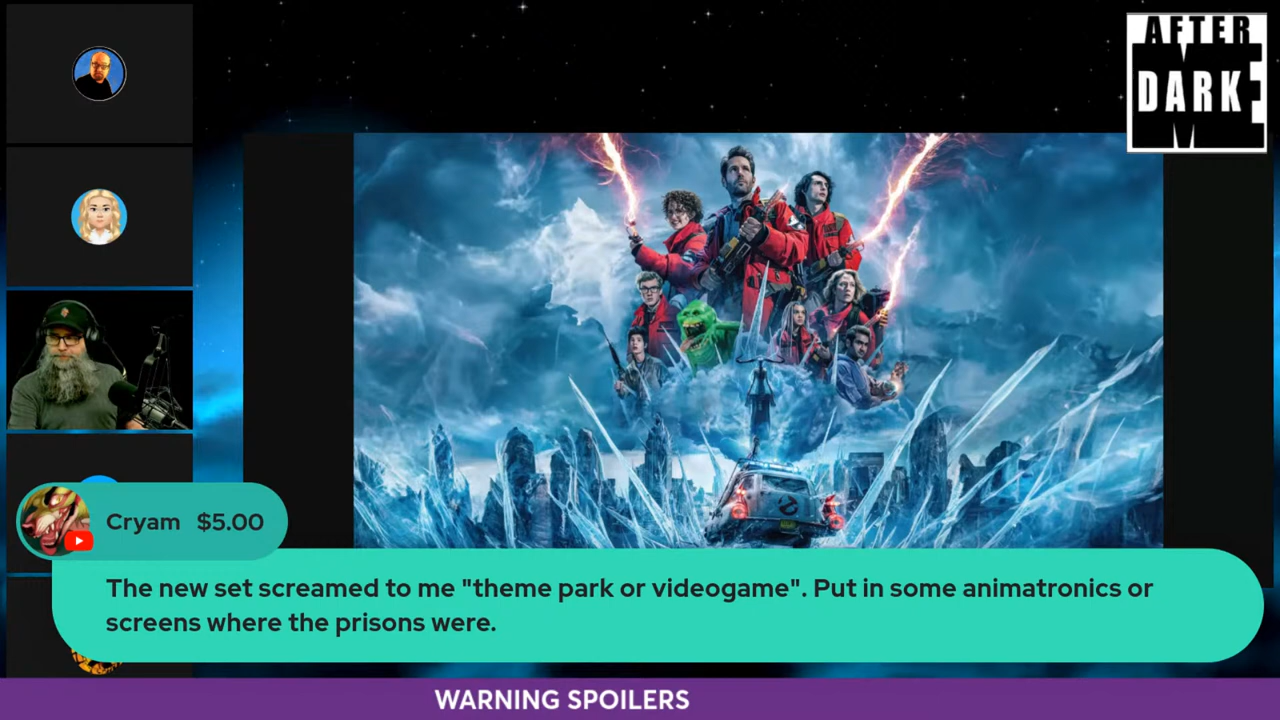 AFTER
DARK
ME
Cryam $5.00
The new set screamed to me "theme park or videogame". Put in some animatronics or
screens where the prisons were.
WARNING SPOILERS